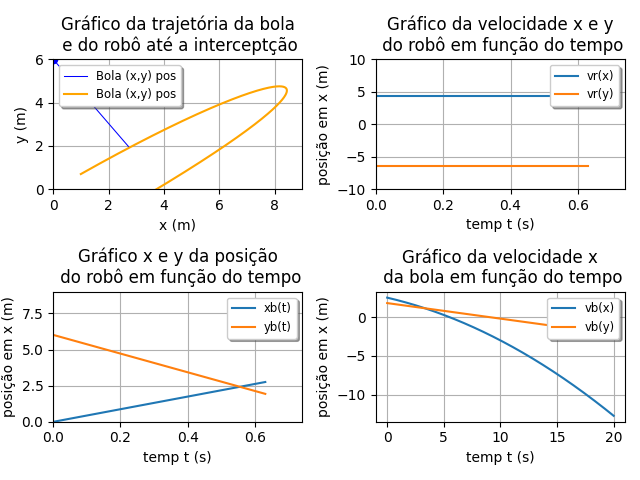 Gráfico da trajetória da bola
e do robô até a interceptção
6
4
2
0
y (m)
Bola (x,y) pos
Bola (x,y) pos
0 2 4 6 8
x (m)
Gráfico da velocidade x e y
do robô em função do tempo
10
5
0
−5
−10
posição em x (m)
vr(x)
vr(y)
0.0 0.2 0.4 0.6
temp t (s)
Gráfico x e y da posição
do robô em função do tempo
7.5
5.0
2.5
0.0
posição em x (m)
xb(t)
yb(t)
0.0 0.2 0.4 0.6
temp t (s)
Gráfico da velocidade x
da bola em função do tempo
0
−5
−10
posição em x (m)
vb(x)
vb(y)
0 5 10 15 20
temp t (s)